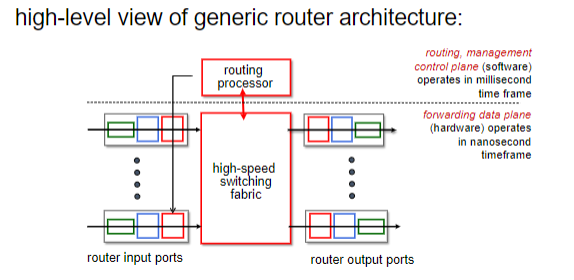 high-level view of generic router architecture:
routing, management
control plane (software)
operates in millisecond
time frame
routing
processor
forwarding data plane
(hardware) operates
in nanosecond
timeframe
high-speed
switching
fabric
router input ports
router output ports